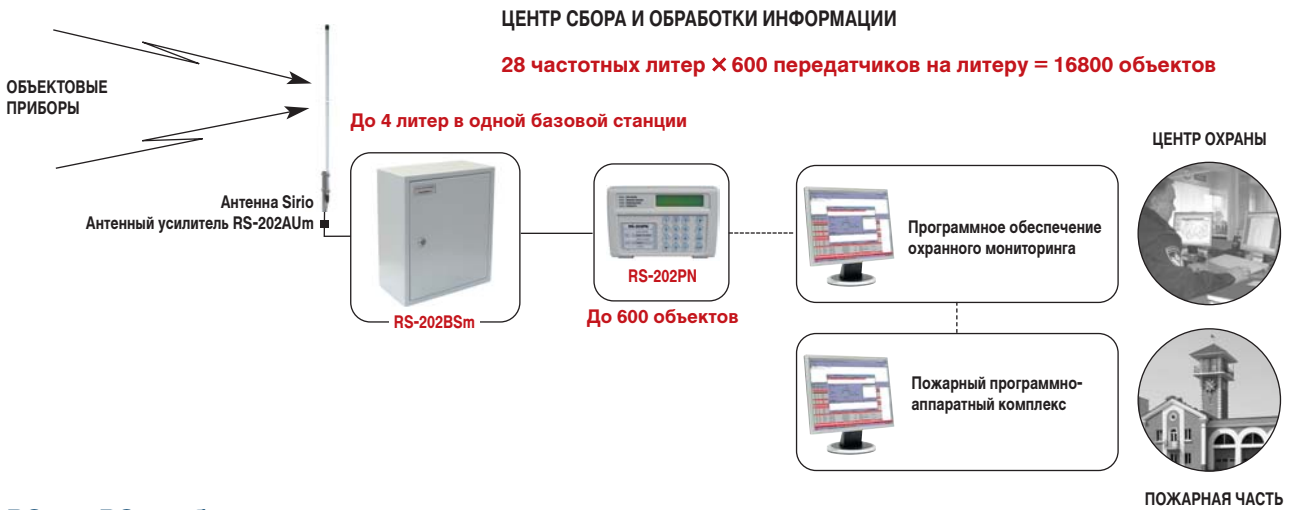 ЦЕНТР СБОРА И ОБРАБОТКИ ИНФОРМАЦИИ
28 частотных литер × 600 передатчиков на литеру = 16800 объектов
ОБЪЕКТОВЫЕ
ПРИБОРЫ
До 4 литер в одной базовой станции
ЦЕНТР ОХРАНЫ
Антенна Sirio
Антенный усилитель RS-202AUm
Программное обеспечение
охранного мониторинга
RS-202PN
До 600 объектов
RS-202BSm
Пожарный программно-
аппаратный комплекс
ПОЖАРНАЯ ЧАСТЬ